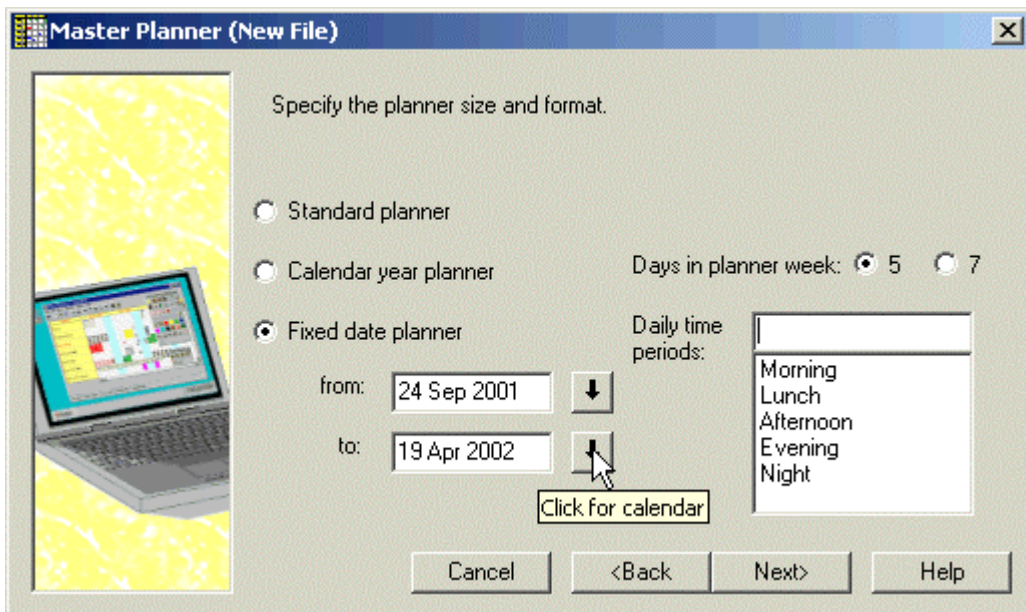 Master Planner (New File)
Specify the planner size and format.
Standard planner
Calendar year planner
Days in planner week: 5 7
Fixed date planner
Daily time
periods:
from: 24 Sep 2001
to: 19 Apr 2002
Morning
Lunch
Afternoon
Evening
Night
Click for calendar
Cancel
<Back
Next>
Help